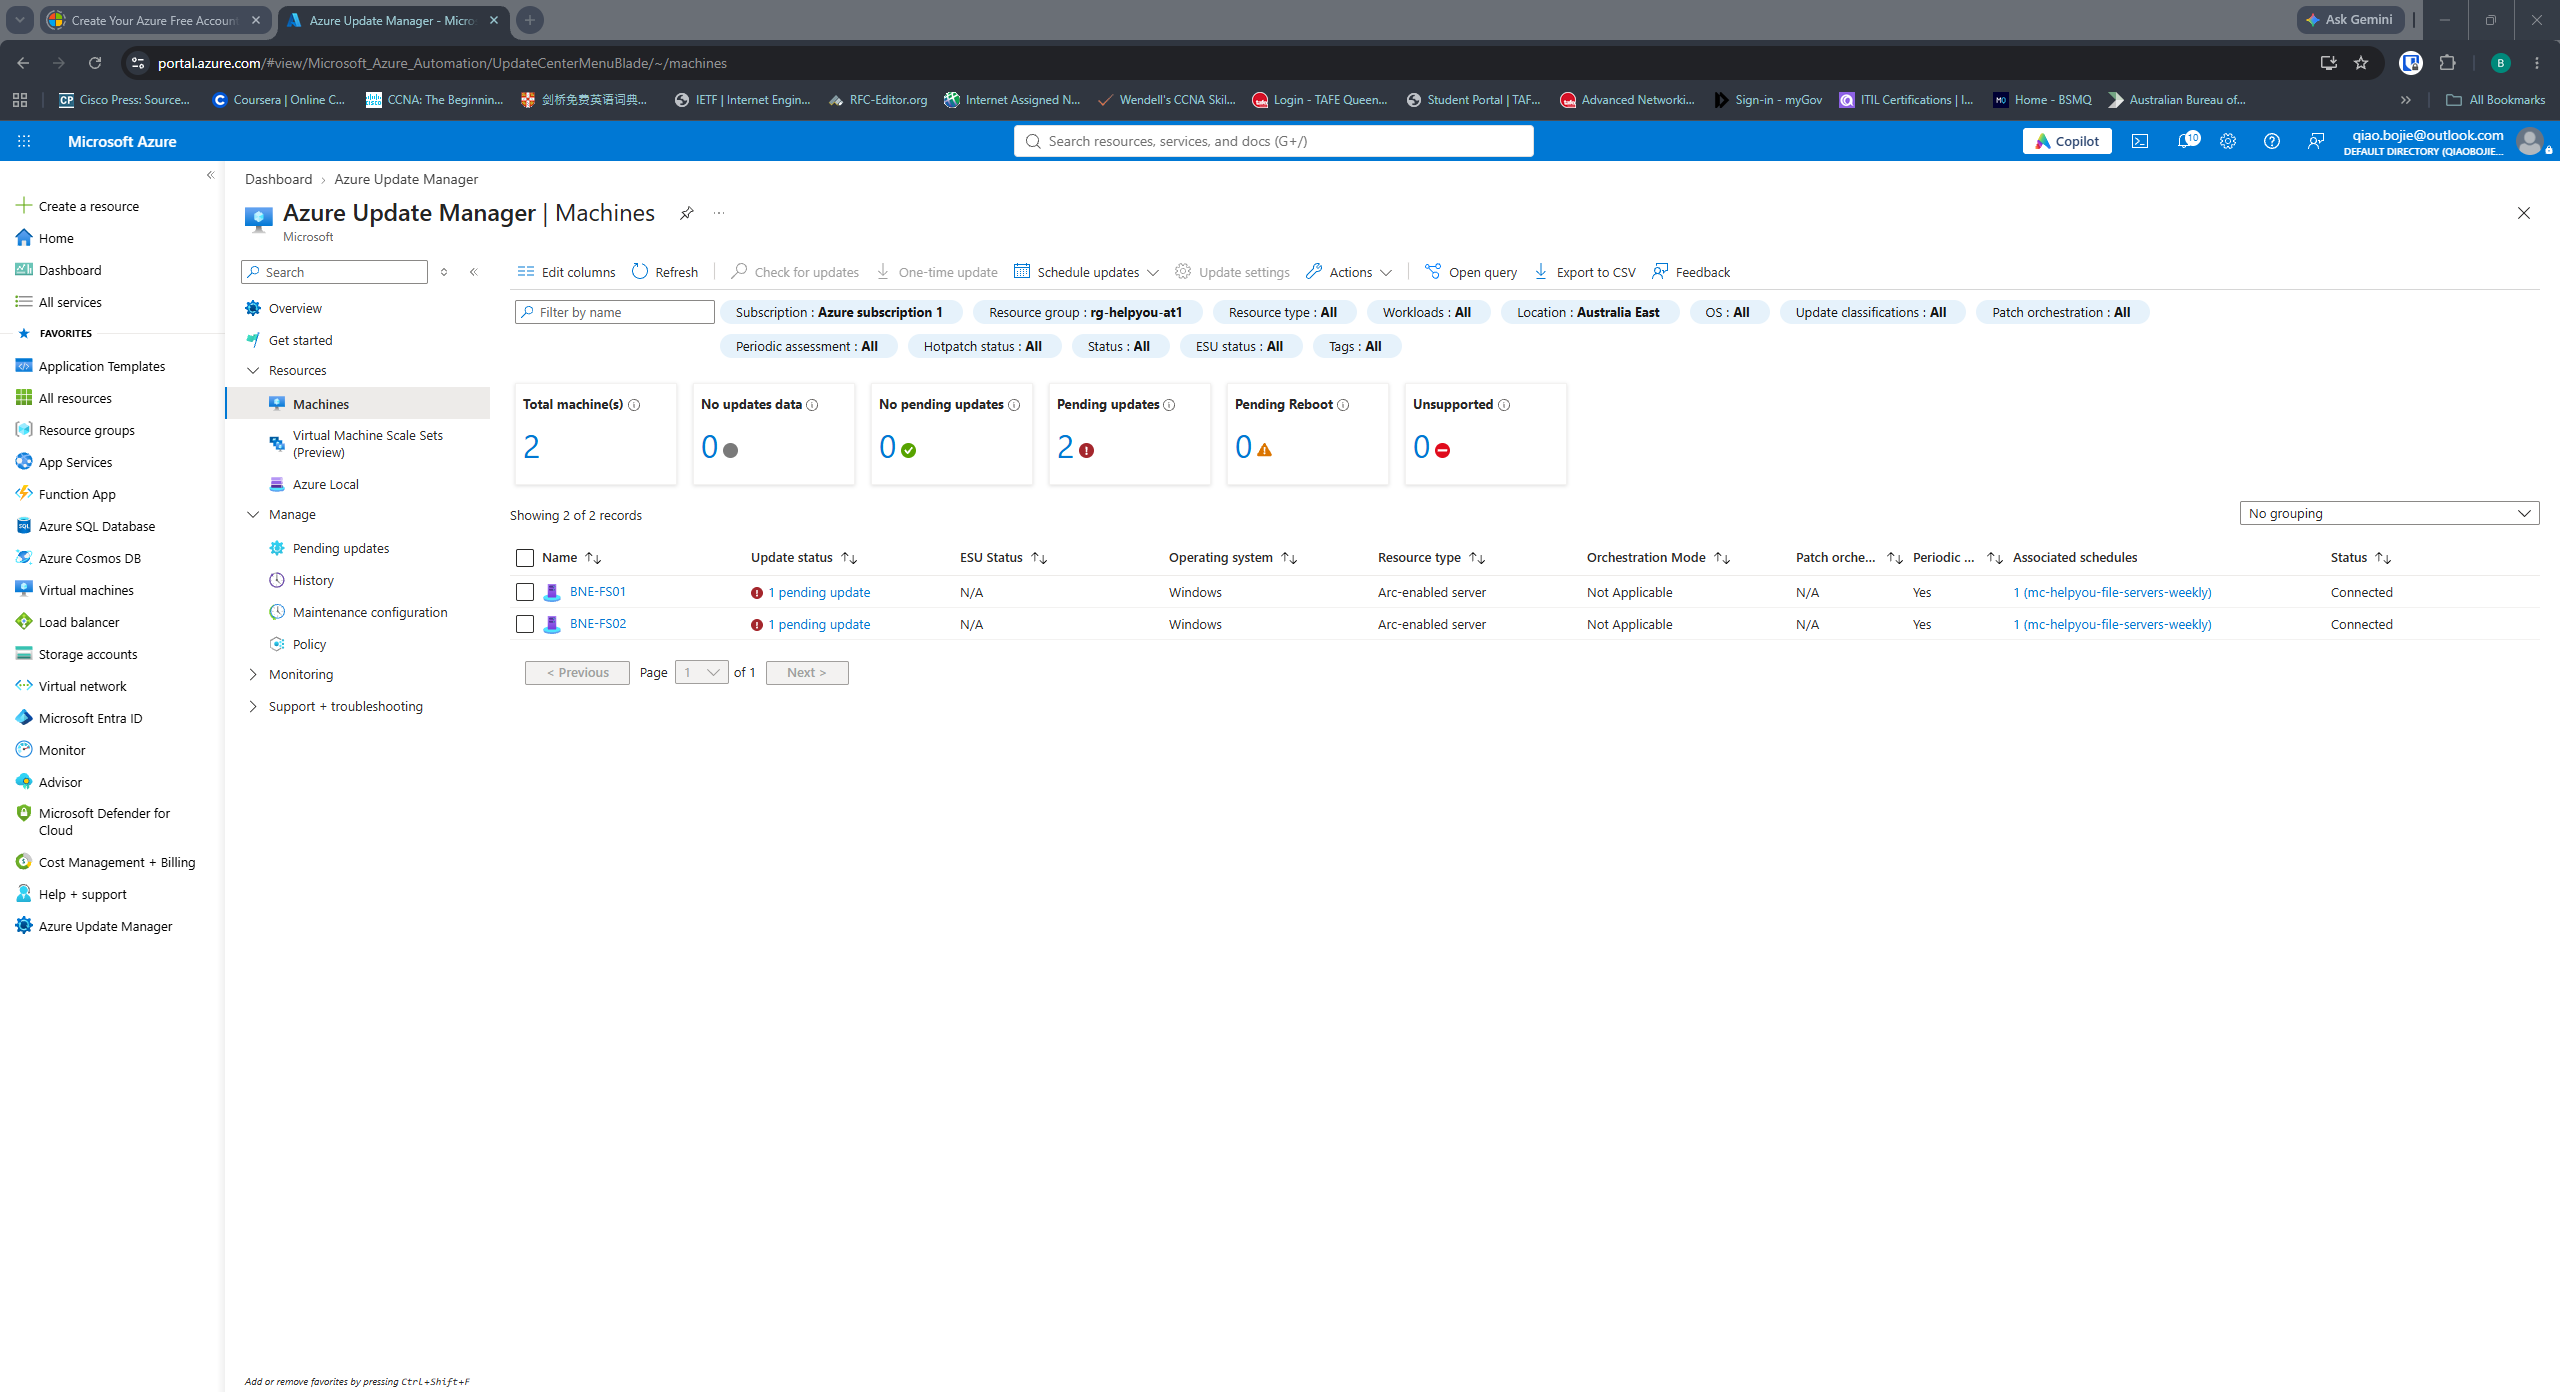 Create Your Azure Free Account
Azure Update Manager - Micro
Ask Gemini
portal.azure.com/#view/Microsoft_Azure_Automation/UpdateCenterMenuBlade/~/machines
B
Cisco Press: Source...
Coursera | Online C...
CCNA: The Beginnin...
剑桥免费英语词典...
IETF | Internet Engin...
RFC-Editor.org
Internet Assigned N...
Wendell's CCNA Skil...
Login - TAFE Queen...
Student Portal | TAF...
Advanced Networki...
Sign-in - myGov
ITIL Certifications | I...
Home - BSMQ
Australian Bureau of...
All Bookmarks
Microsoft Azure
Search resources, services, and docs (G+/)
Copilot
10
qiao.bojie@outlook.com
DEFAULT DIRECTORY (QIAOBOJIE...
Create a resource
Home
Dashboard
All services
FAVORITES
Application Templates
All resources
Resource groups
App Services
Function App
Azure SQL Database
Azure Cosmos DB
Virtual machines
Load balancer
Storage accounts
Virtual network
Microsoft Entra ID
Monitor
Advisor
Microsoft Defender for
Cloud
Cost Management + Billing
Help + support
Azure Update Manager
Dashboard > Azure Update Manager
Azure Update Manager | Machines
Microsoft
Search
Overview
Get started
Resources
Machines
Virtual Machine Scale Sets
(Preview)
Azure Local
Manage
Pending updates
History
Maintenance configuration
Policy
Monitoring
Support + troubleshooting
Add or remove favorites by pressing Ctrl+Shift+F
Edit columns
Refresh
Check for updates
One-time update
Schedule updates
Update settings
Actions
Open query
Export to CSV
Feedback
Filter by name
Subscription : Azure subscription 1
Resource group : rg-helpyou-at1
Resource type : All
Workloads : All
Location : Australia East
OS : All
Update classifications : All
Patch orchestration : All
Periodic assessment : All
Hotpatch status : All
Status : All
ESU status : All
Tags : All
Total machine(s)
2
No updates data
0
No pending updates
0
Pending updates
2
Pending Reboot
0
Unsupported
0
Showing 2 of 2 records
No grouping
Name Update status ESU Status Operating system Resource type Orchestration Mode Patch orche... Periodic ... Associated schedules Status
BNE-FS01 1 pending update N/A Windows Arc-enabled server Not Applicable N/A Yes 1 (mc-helpyou-file-servers-weekly) Connected
BNE-FS02 1 pending update N/A Windows Arc-enabled server Not Applicable N/A Yes 1 (mc-helpyou-file-servers-weekly) Connected
< Previous Page 1 of 1 Next >